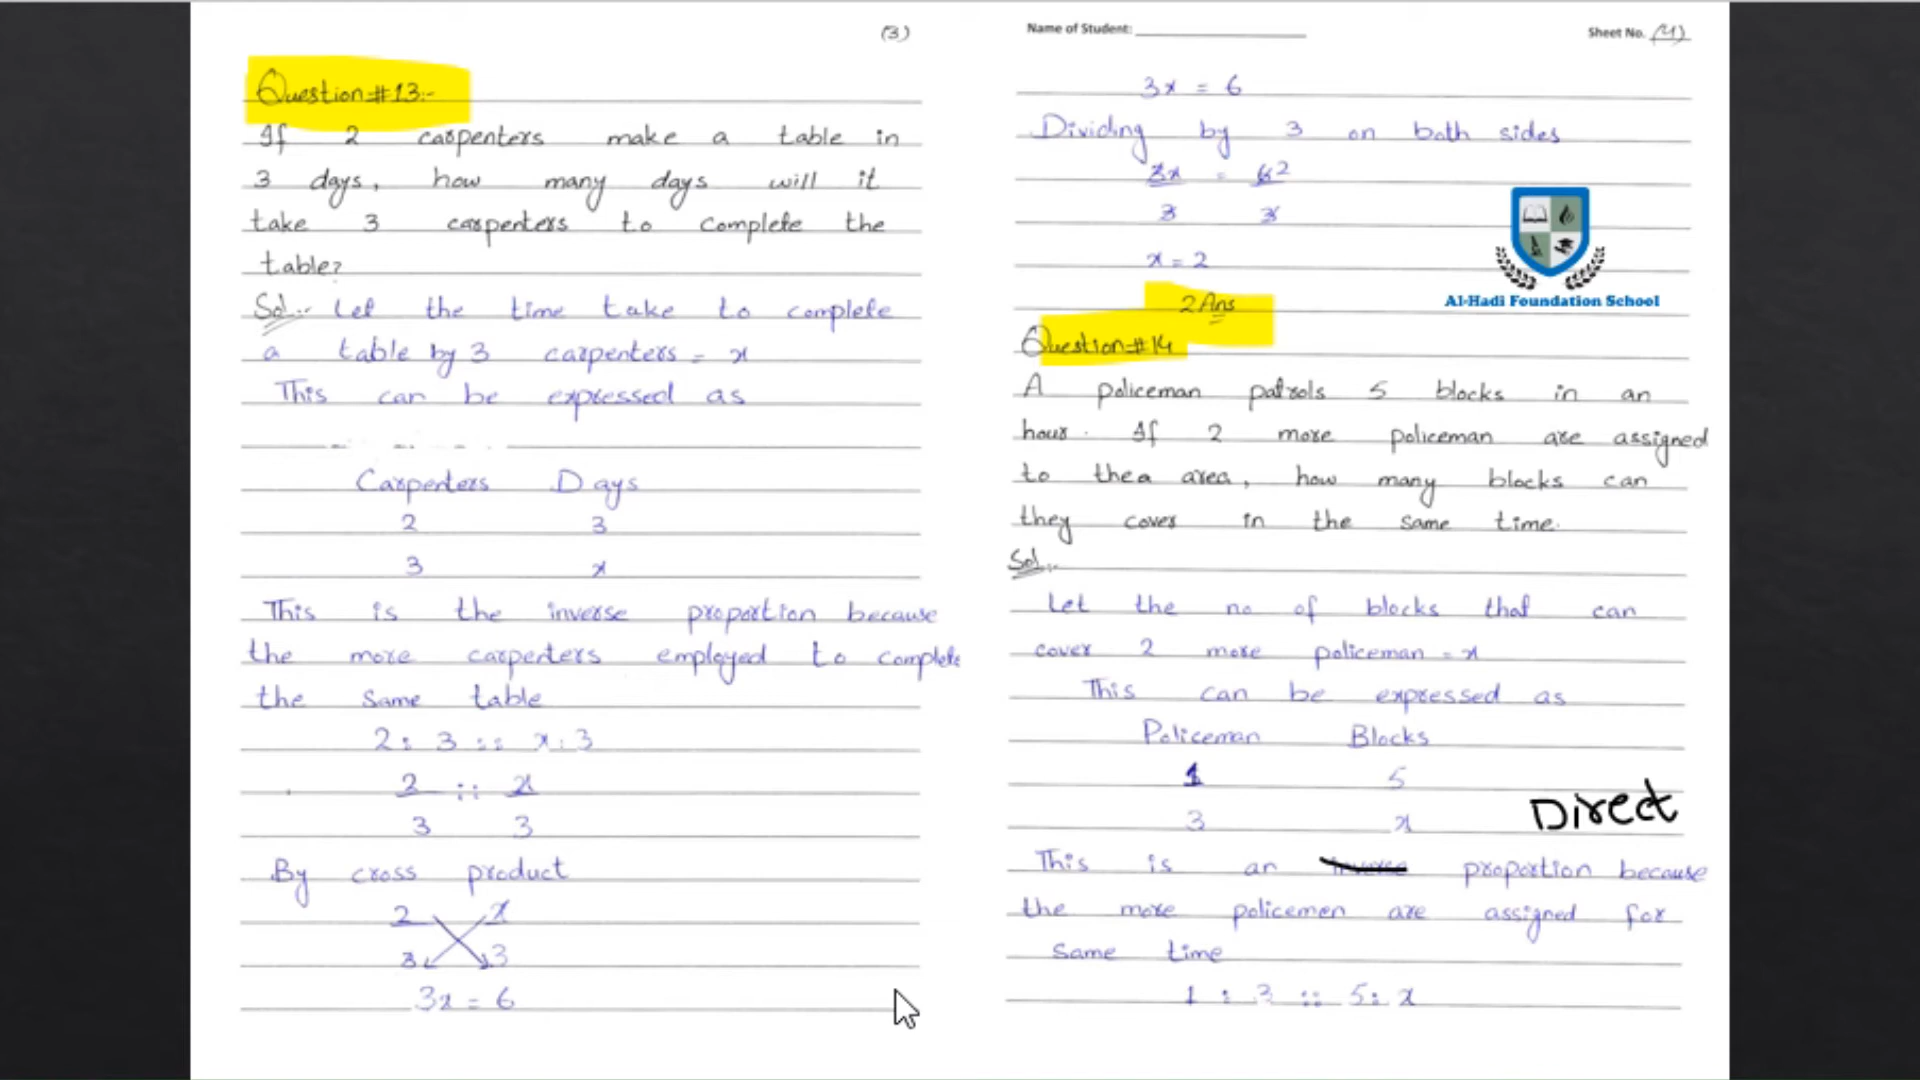 (3)
Question#13:-
If 2 carpenters make a table in
3 days, how many days will it
take 3 carpenters to complete the
table?
Sol:- Let the time take to complete
a table by 3 carpenters = x
This can be expressed as
Carpenters Days
2 3
3 x
This is the inverse proportion because
the more carpenters employed to complete
the same table
2 : 3 :: x : 3
2 :: x
3 3
By cross product
2 x
3 3
3x = 6
Name of Student: Sheet No. (4)
3x = 6
Dividing by 3 on both sides
3x = 6 2
3 3
x = 2
2 Ans
Al-Hadi Foundation School
Question#14
A policeman patrols 5 blocks in an
hour. If 2 more policeman are assigned
to thea area, how many blocks can
they cover in the same time.
Sol:-
Let the no of blocks that can
cover 2 more policeman = x
This can be expressed as
Policeman Blocks
1 5
3 x
Direct
This is an inverse proportion because
the more policemen are assigned for
same time
1 : 3 :: 5 : x